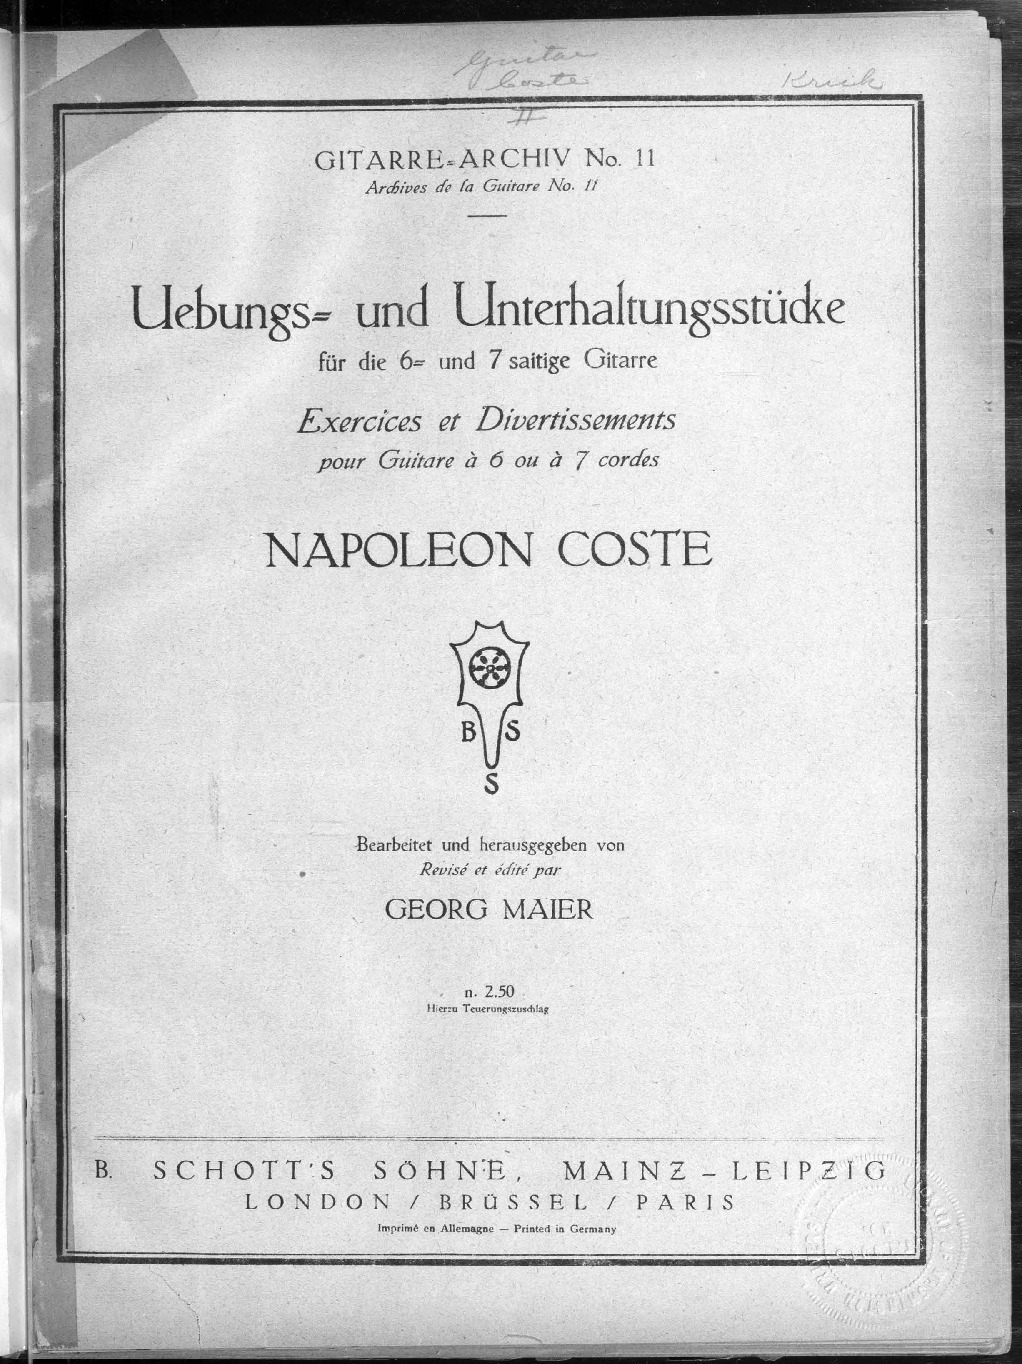 Guitar
Coste
II
GITARRE=ARCHIV No. 11
Archives de la Guitare No. 11
Uebungs= und Unterhaltungsstücke
für die 6= und 7 saitige Gitarre
Exercices et Divertissements
pour Guitare à 6 ou à 7 cordes
NAPOLEON COSTE
B S
S
Bearbeitet und herausgegeben von
Revisé et édité par
GEORG MAIER
n. 2.50
Hierzu Teuerungszuschlag
B. SCHOTT'S SÖHNE, MAINZ – LEIPZIG
LONDON / BRÜSSEL / PARIS
Imprimé en Allemagne — Printed in Germany